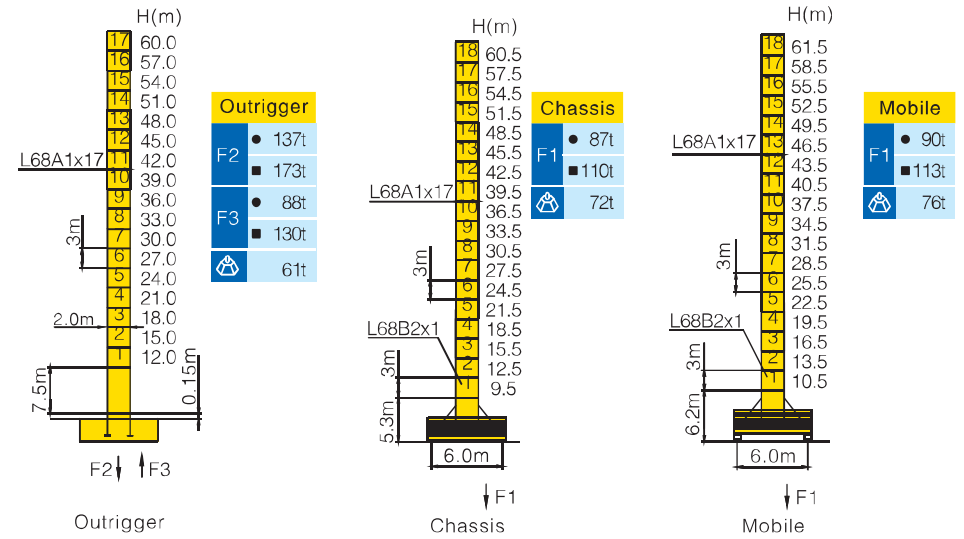 H(m)
17 60.0
16 57.0
15 54.0
14 51.0
13 48.0
12 45.0
11 42.0
10 39.0
9 36.0
8 33.0
7 30.0
6 27.0
5 24.0
4 21.0
3 18.0
2 15.0
1 12.0
L68A1x17
3m
2.0m
7.5m
0.15m
F2
F3
Outrigger
Outrigger
F2
● 137t
■ 173t
F3
● 88t
■ 130t
61t
H(m)
18 60.5
17 57.5
16 54.5
15 51.5
14 48.5
13 45.5
12 42.5
11 39.5
10 36.5
9 33.5
8 30.5
7 27.5
6 24.5
5 21.5
4 18.5
3 15.5
2 12.5
1 9.5
L68A1x17
3m
L68B2x1
3m
5.3m
6.0m
F1
Chassis
Chassis
F1
● 87t
■ 110t
72t
H(m)
18 61.5
17 58.5
16 55.5
15 52.5
14 49.5
13 46.5
12 43.5
11 40.5
10 37.5
9 34.5
8 31.5
7 28.5
6 25.5
5 22.5
4 19.5
3 16.5
2 13.5
1 10.5
L68A1x17
3m
L68B2x1
3m
6.2m
6.0m
F1
Mobile
Mobile
F1
● 90t
■ 113t
76t